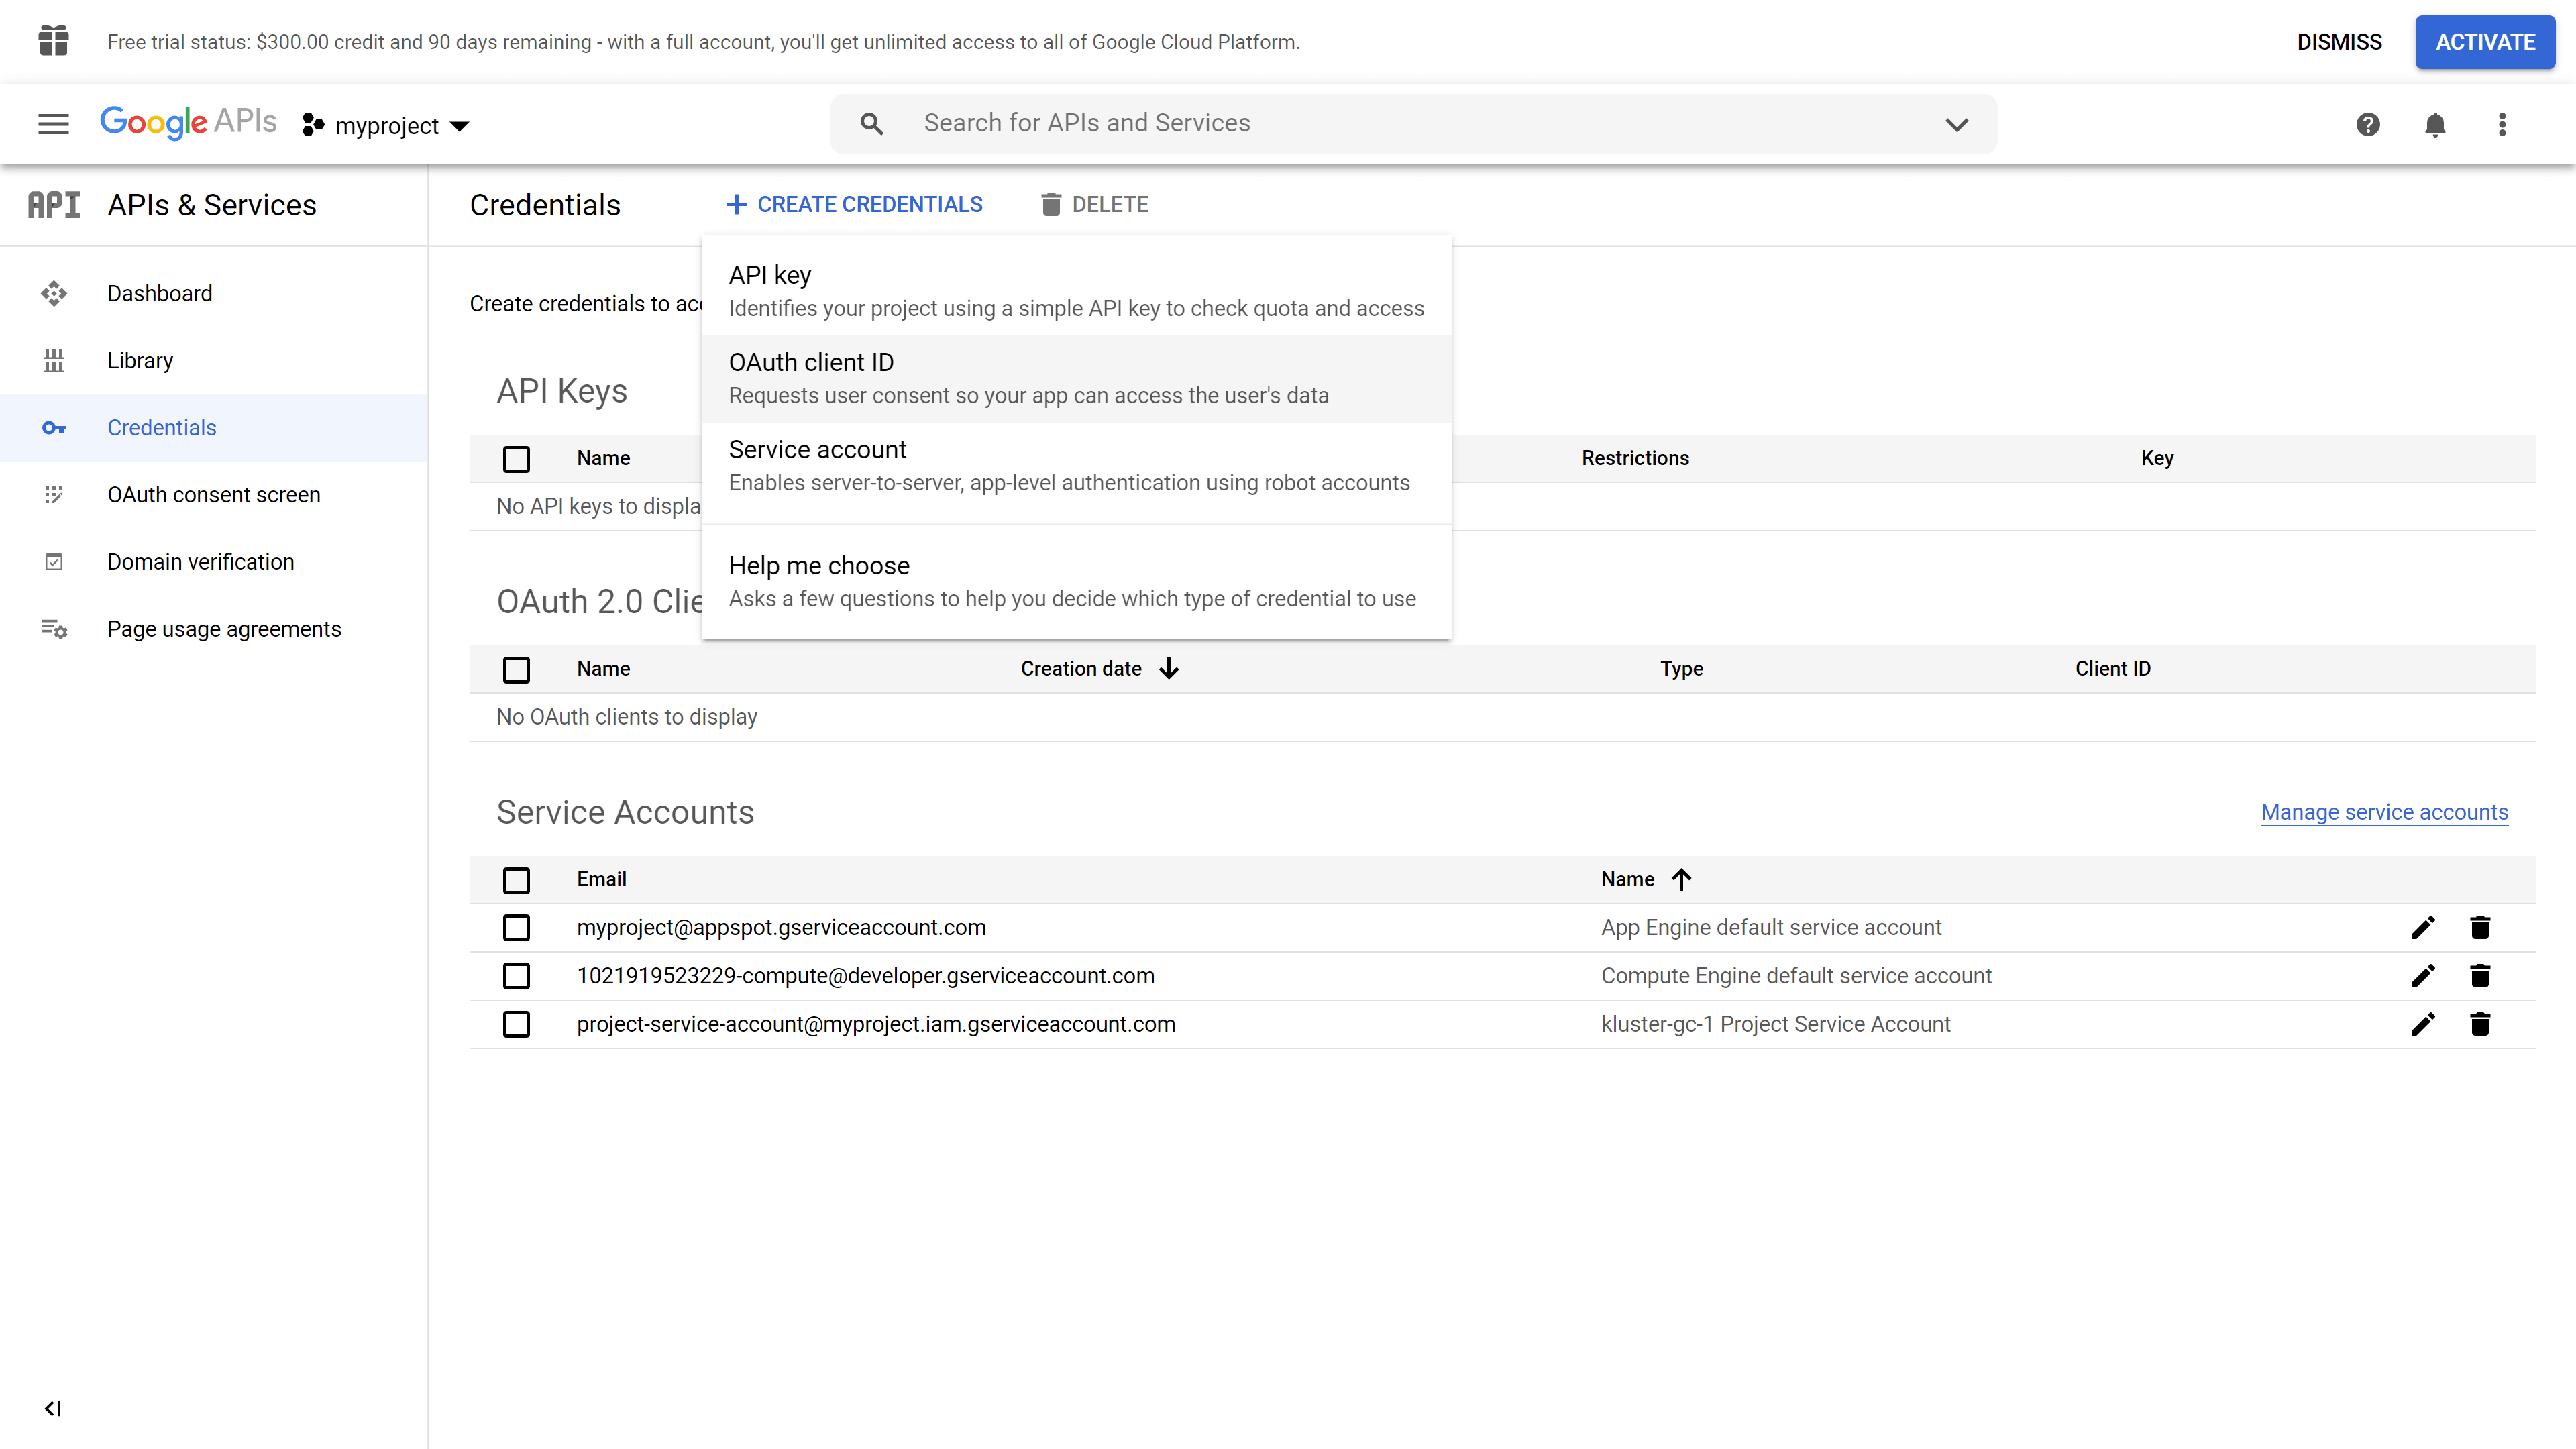 Free trial status: $300.00 credit and 90 days remaining - with a full account, you'll get unlimited access to all of Google Cloud Platform.
DISMISS
ACTIVATE
Google APIs
myproject
Search for APIs and Services
API
APIs & Services
Credentials
CREATE CREDENTIALS
DELETE
Dashboard
Library
Credentials
OAuth consent screen
Domain verification
Page usage agreements
Create credentials to acc
API key
Identifies your project using a simple API key to check quota and access
OAuth client ID
Requests user consent so your app can access the user's data
Service account
Enables server-to-server, app-level authentication using robot accounts
Help me choose
Asks a few questions to help you decide which type of credential to use
API Keys
Name Restrictions Key
No API keys to displa
OAuth 2.0 Clie
Name Creation date Type Client ID
No OAuth clients to display
Service Accounts
Manage service accounts
Email Name
myproject@appspot.gserviceaccount.com App Engine default service account
1021919523229-compute@developer.gserviceaccount.com Compute Engine default service account
project-service-account@myproject.iam.gserviceaccount.com kluster-gc-1 Project Service Account